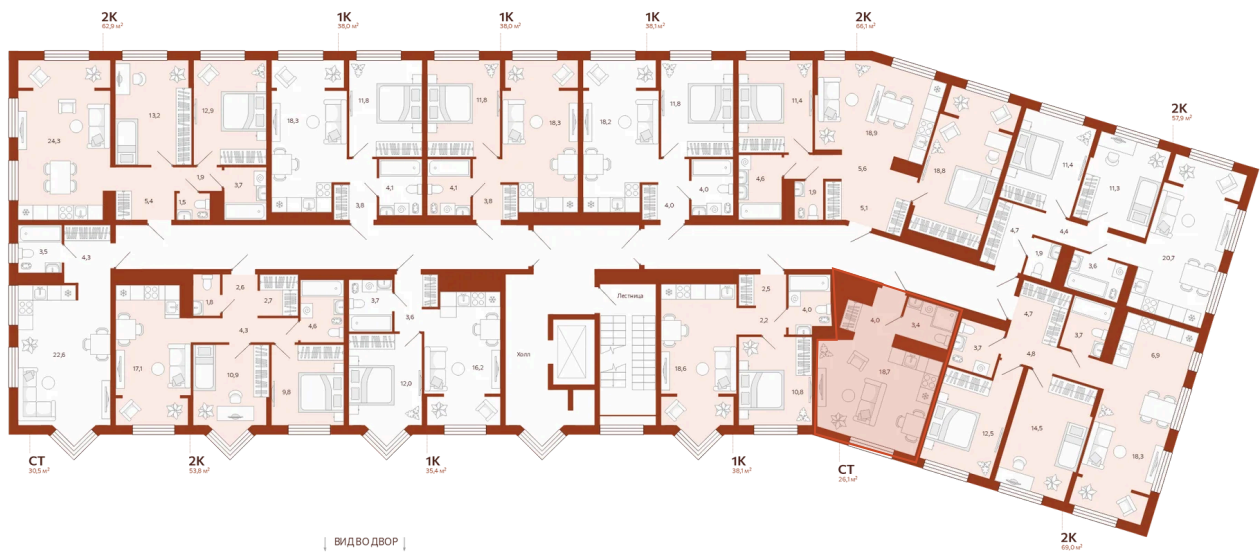 2К
62,9 м²
1К
38,0 м²
1К
38,0 м²
1К
38,1 м²
2К
66,1 м²
2К
57,9 м²
24,3
13,2
12,9
18,3
11,8
11,8
18,3
18,2
11,8
11,4
18,9
18,8
11,4
11,3
20,7
1,9
3,7
5,4
1,5
3,8
4,1
4,1
3,8
4,0
4,0
4,6
1,9
5,6
5,1
4,7
4,4
1,9
3,6
3,5
4,3
22,6
17,1
1,8
2,6
2,7
4,3
4,6
10,9
9,8
3,7
3,6
12,0
16,2
Холл
Лестница
18,6
2,5
2,2
4,0
10,8
4,0
3,4
18,7
3,7
12,5
4,7
4,8
3,7
14,5
6,9
18,3
СТ
30,5 м²
2К
53,8 м²
1К
35,4 м²
1К
38,1 м²
СТ
26,1 м²
2К
69,0 м²
ВИД ВО ДВОР